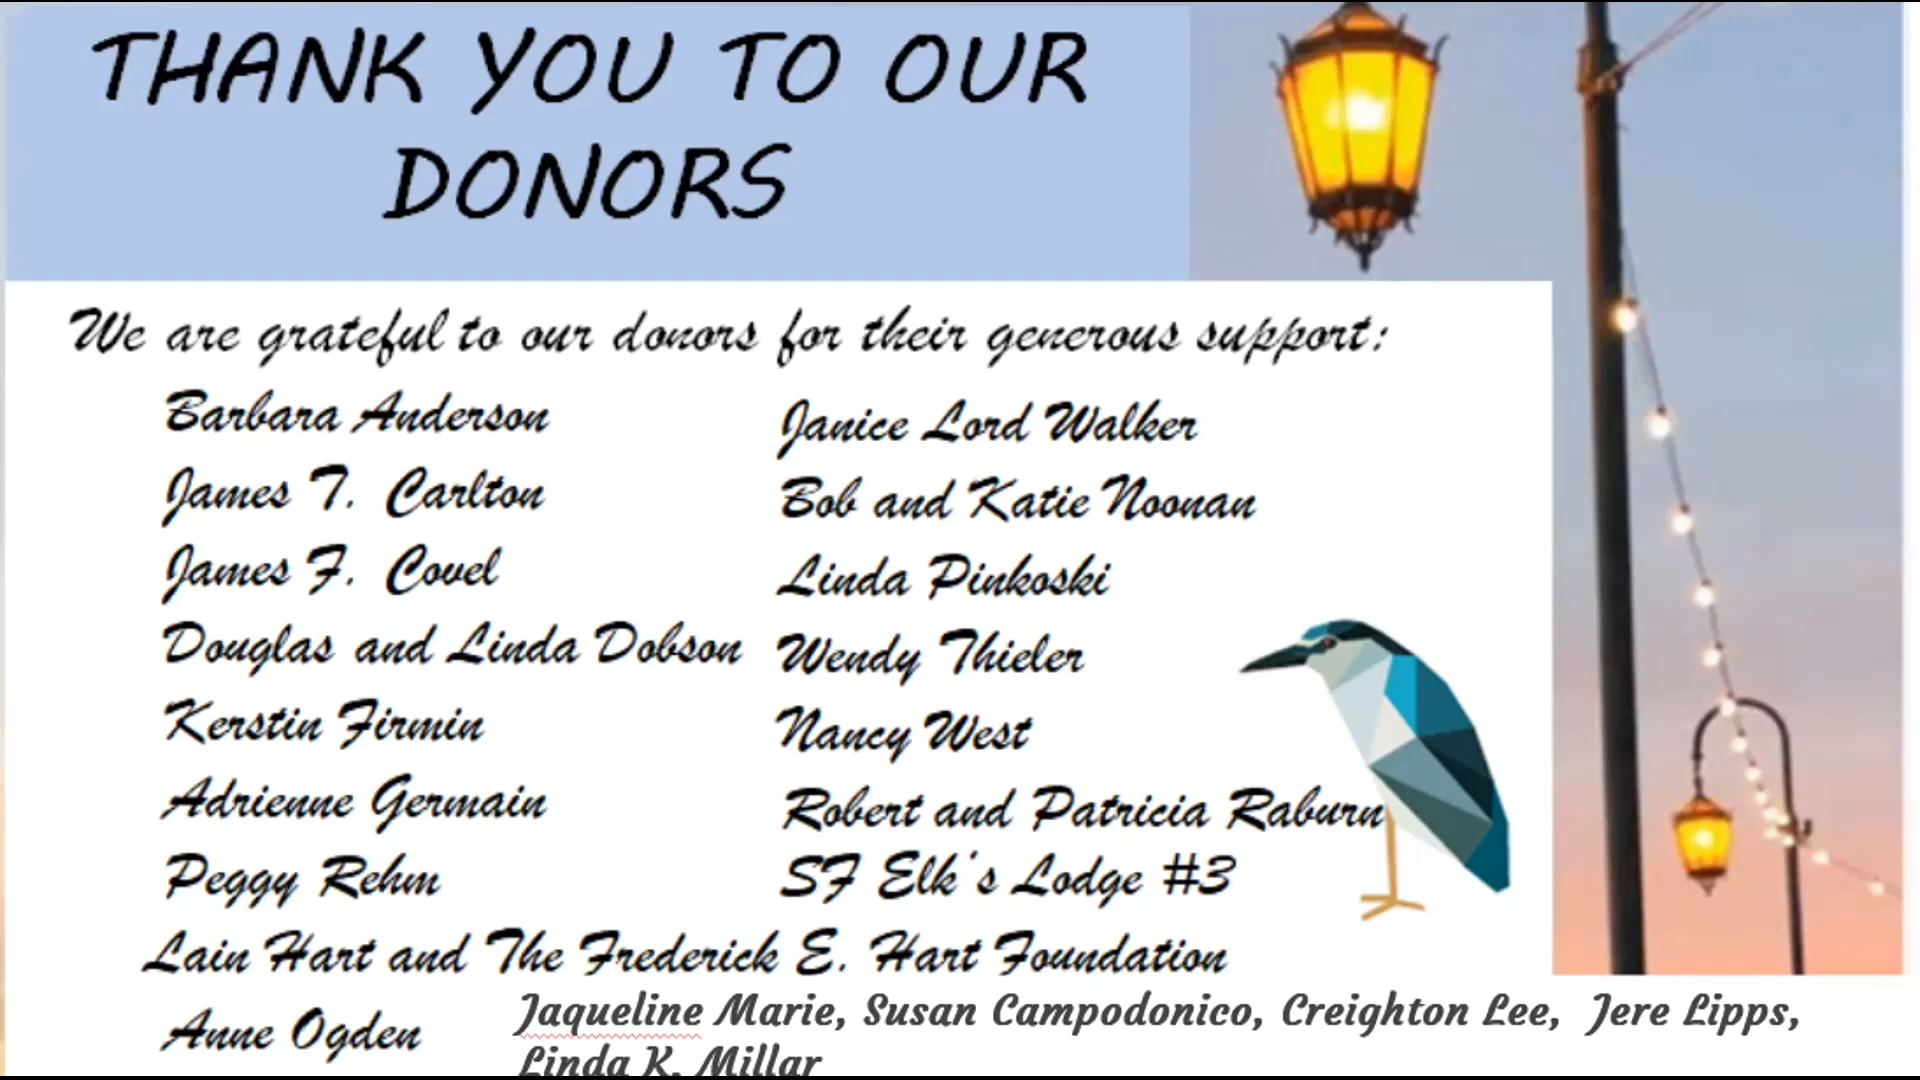 THANK YOU TO OUR
DONORS
We are grateful to our donors for their generous support:
Barbara Anderson
James T. Carlton
James F. Covel
Douglas and Linda Dobson
Kerstin Firmin
Adrienne Germain
Peggy Rehm
Janice Lord Walker
Bob and Katie Noonan
Linda Pinkoski
Wendy Thieler
Nancy West
Robert and Patricia Raburn
SF Elk's Lodge #3
Lain Hart and The Frederick E. Hart Foundation
Anne Ogden
Jaqueline Marie, Susan Campodonico, Creighton Lee, Jere Lipps,
Linda K. Millar